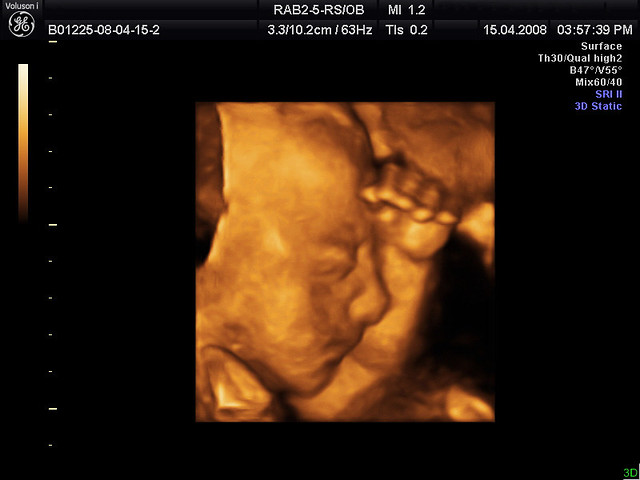 Voluson i
RAB2-5-RS/OB MI 1.2
B01225-08-04-15-2 3.3/10.2cm / 63Hz TIs 0.2 15.04.2008 03:57:39 PM
Surface
Th30/Qual high2
B47°/V55°
Mix60/40
SRI II
3D Static
GE
3D